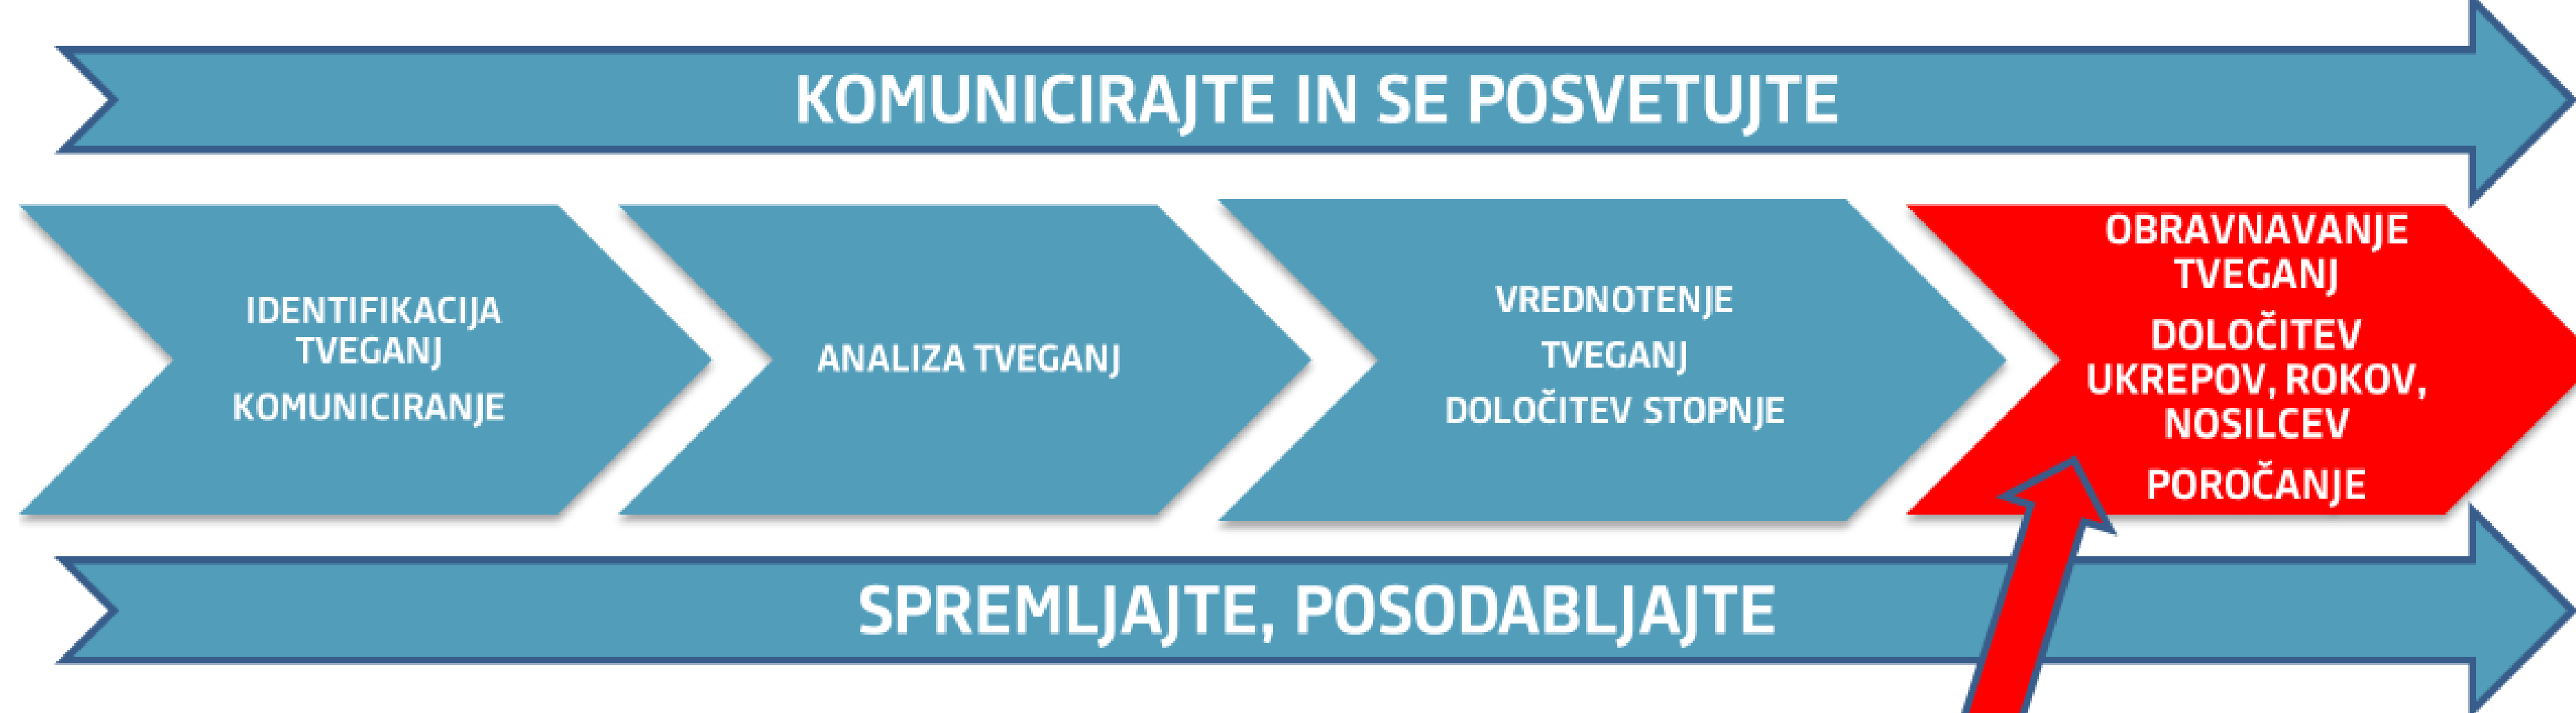 KOMUNICIRAJTE IN SE POSVETUJTE
IDENTIFIKACIJA
TVEGANJ
KOMUNICIRANJE
ANALIZA TVEGANJ
VREDNOTENJE
TVEGANJ
DOLOČITEV STOPNJE
OBRAVNAVANJE
TVEGANJ
DOLOČITEV
UKREPOV, ROKOV,
NOSILCEV
POROČANJE
SPREMLJAJTE, POSODABLJAJTE